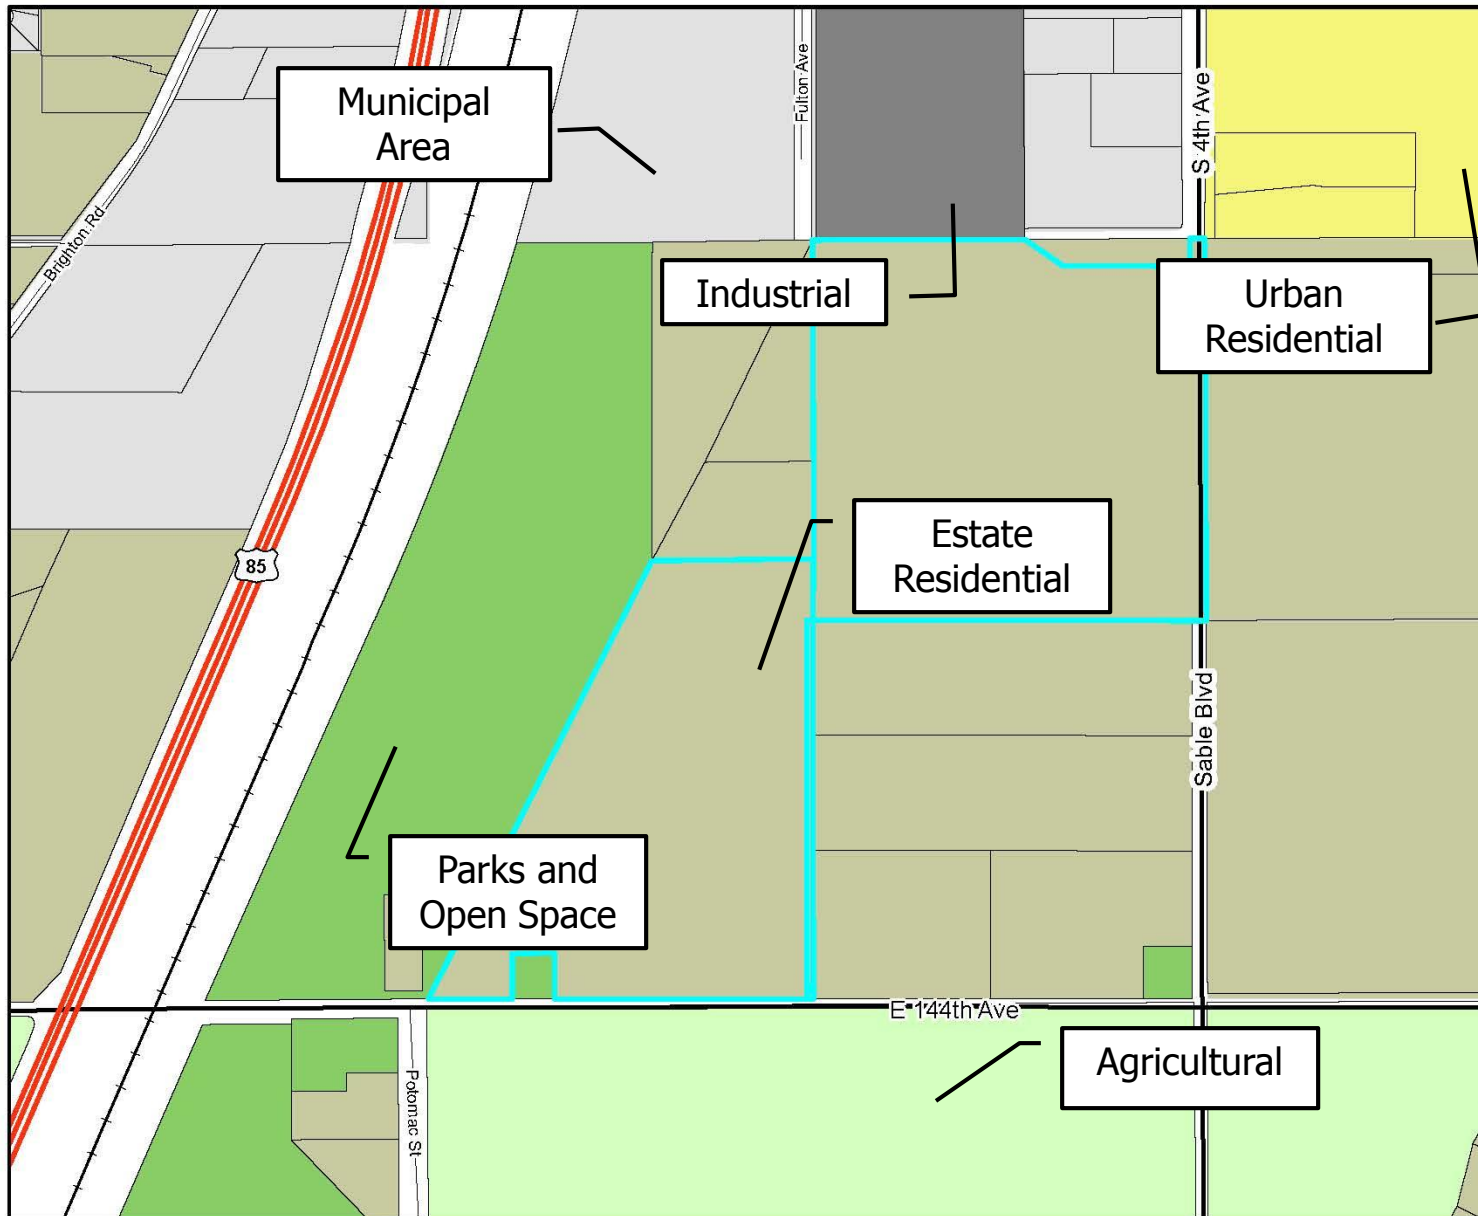 Municipal
Area
Fulton Ave
S 4th Ave
Brighton Rd
Industrial
Urban
Residential
85
Estate
Residential
Sable Blvd
Parks and
Open Space
E 144th Ave
Agricultural
Potomac St